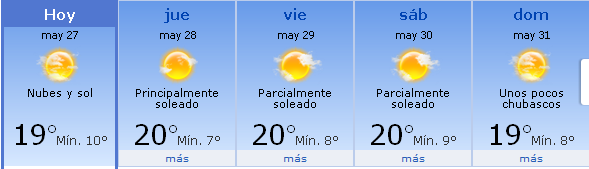 Hoy
may 27
Nubes y sol
19° Mín. 10°
jue
may 28
Principalmente
soleado
20° Mín. 7°
más
vie
may 29
Parcialmente
soleado
20° Mín. 8°
más
sáb
may 30
Parcialmente
soleado
20° Mín. 9°
más
dom
may 31
Unos pocos
chubascos
19° Mín. 8°
más